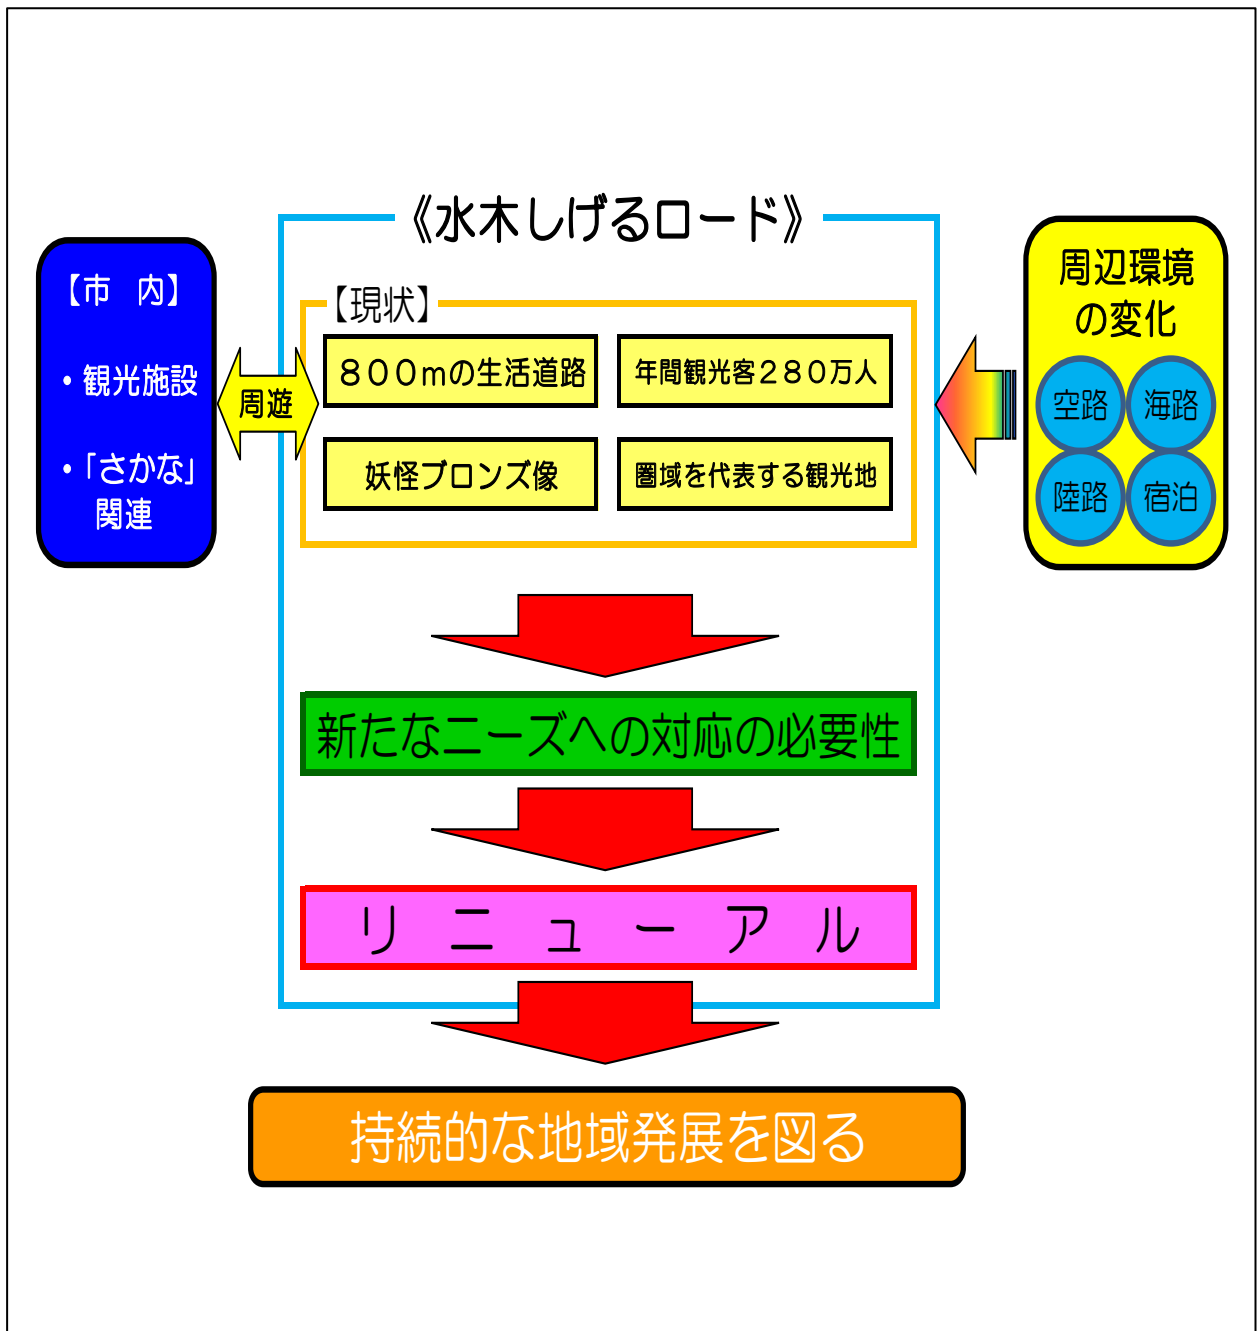 《水木しげるロード》
【市　内】
・観光施設
・「さかな」
関連
周遊
【現状】
８００ｍの生活道路
年間観光客２８０万人
妖怪ブロンズ像
圏域を代表する観光地
周辺環境
の変化
空路
海路
陸路
宿泊
新たなニーズへの対応の必要性
リニューアル
持続的な地域発展を図る